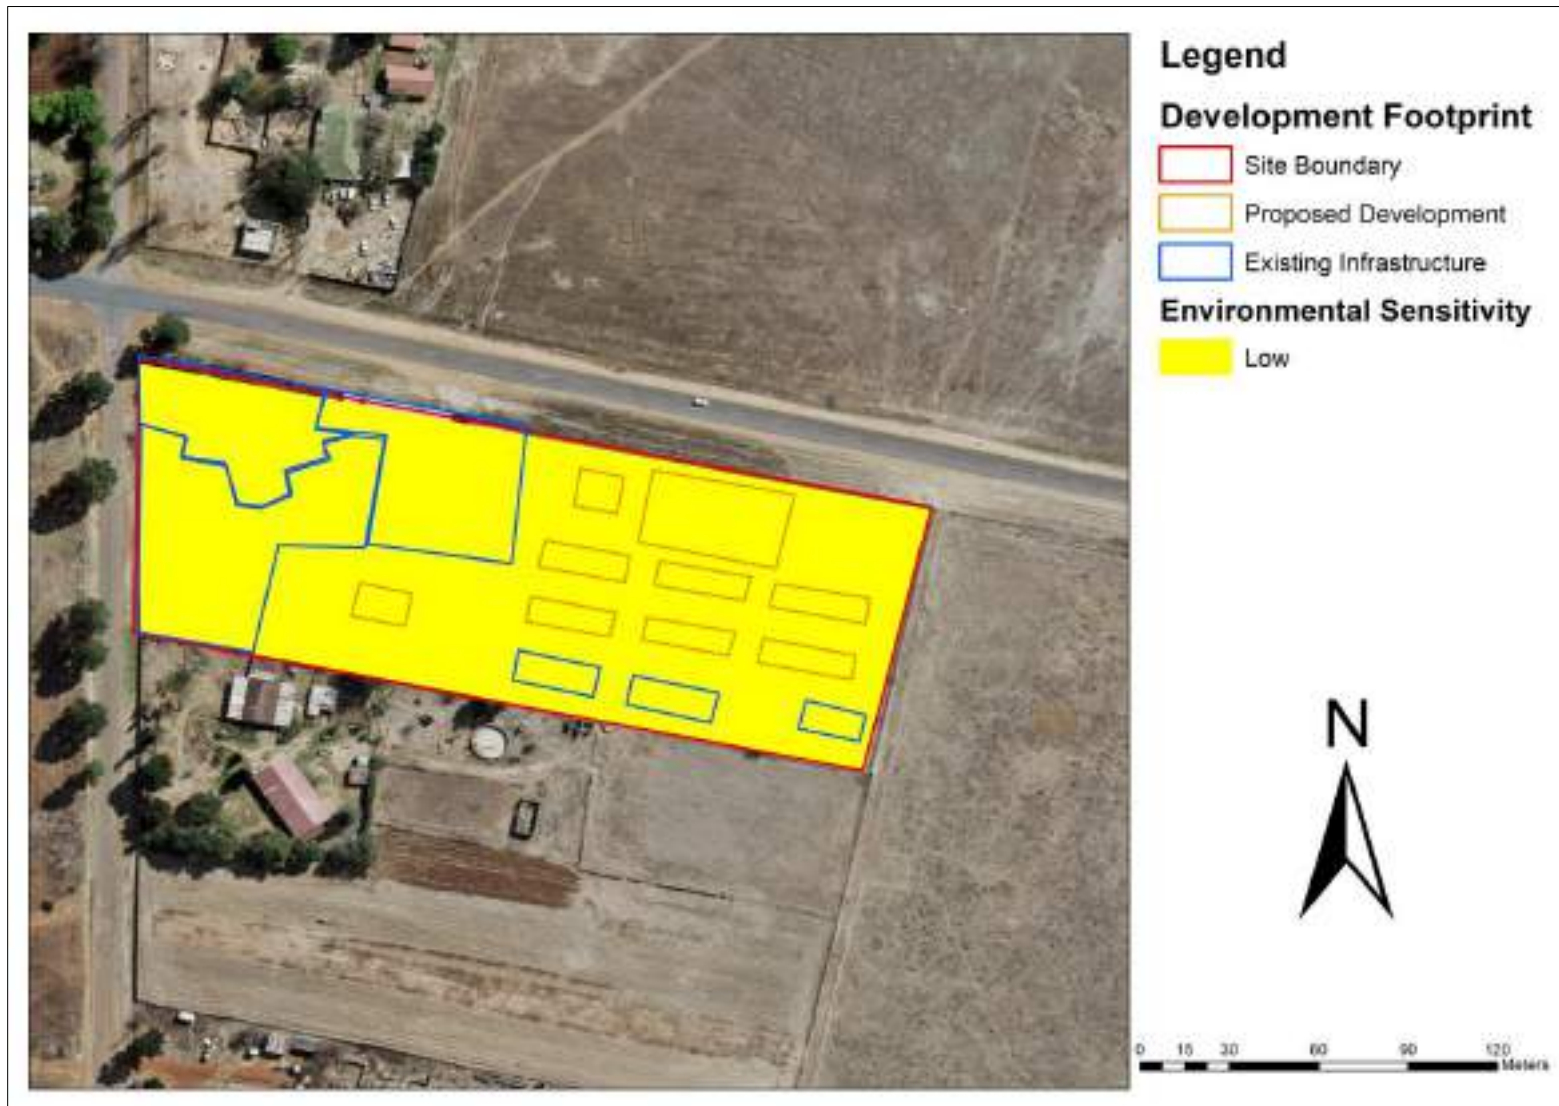 Legend
Development Footprint
Site Boundary
Proposed Development
Existing Infrastructure
Environmental Sensitivity
Low
N
0 15 30 60 90 120
Meters